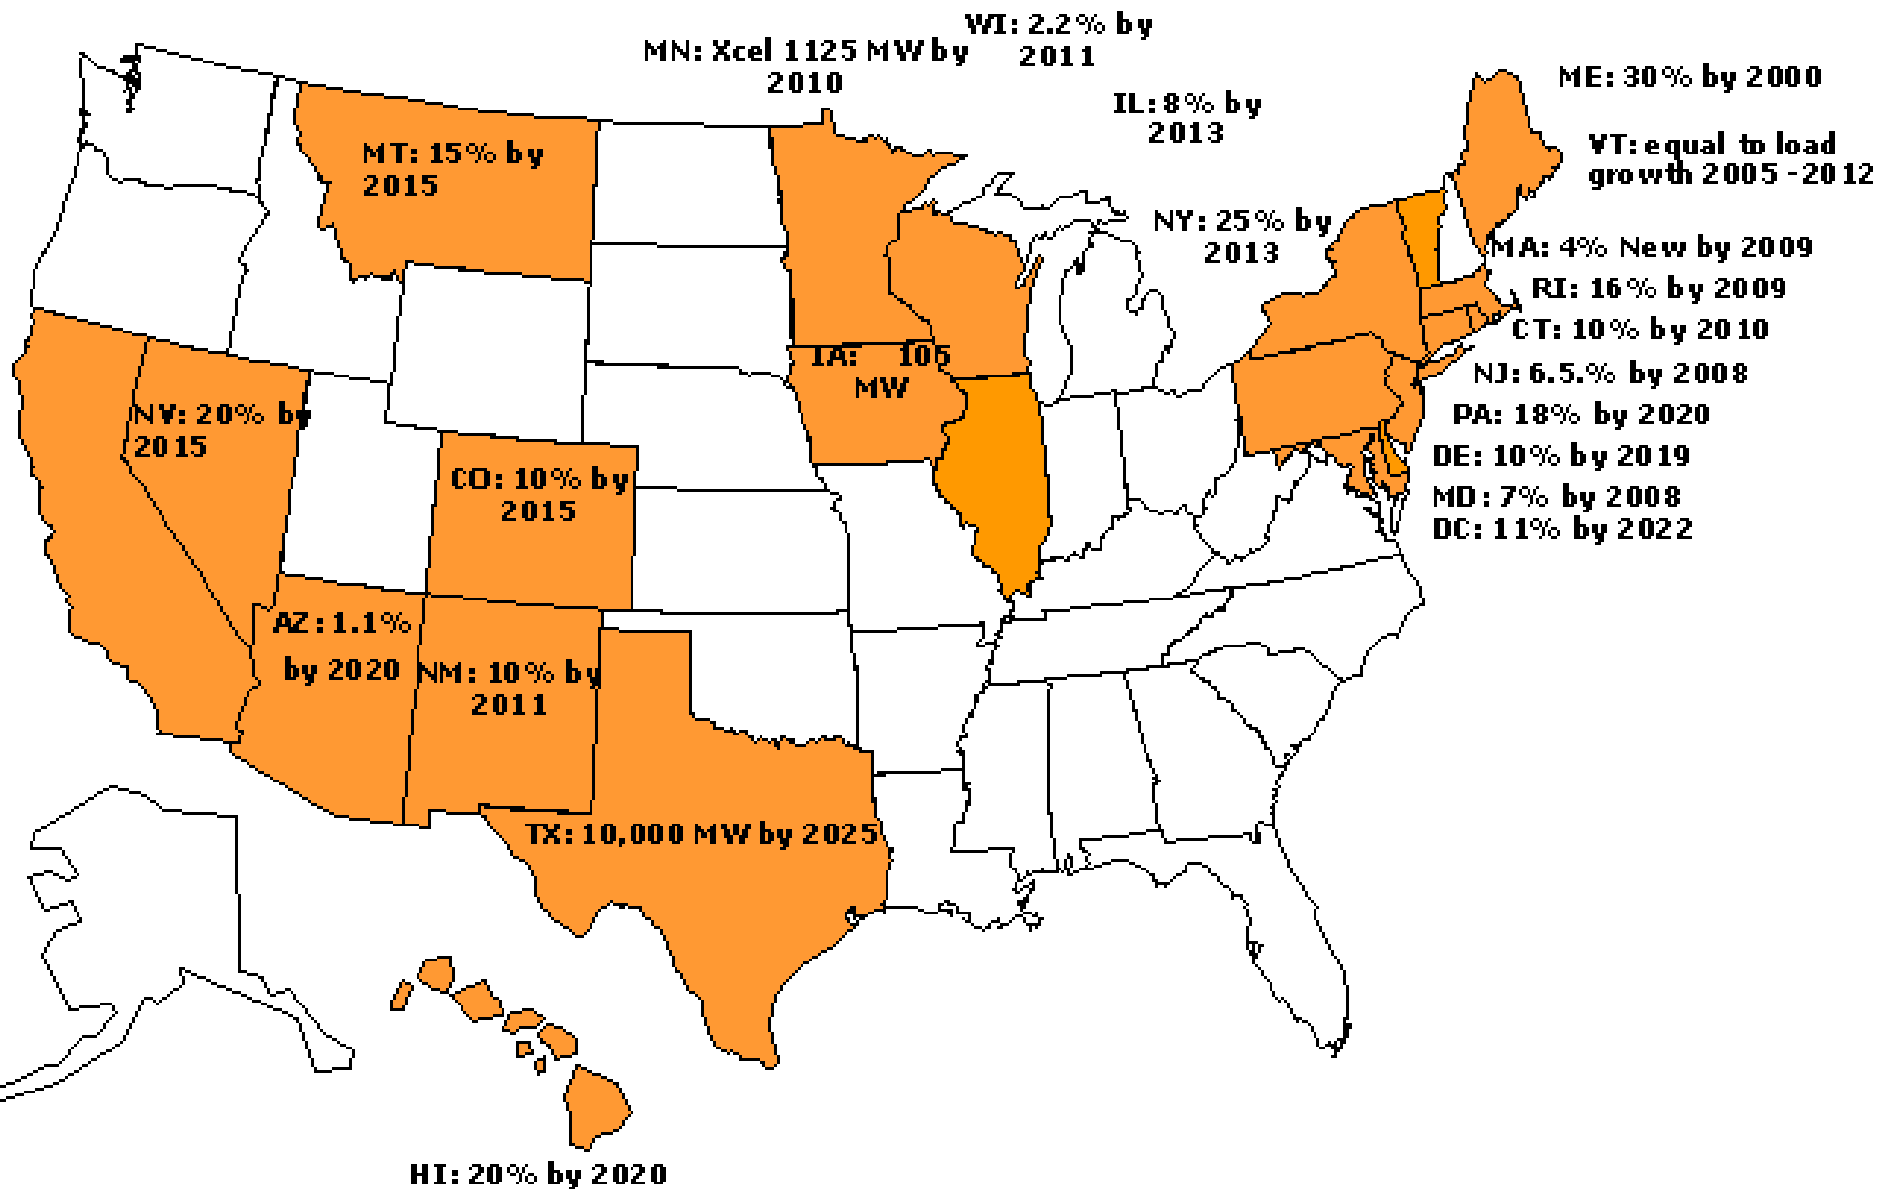 WI: 2.2% by
2011
MN: Xcel 1125 MW by
2010
ME: 30% by 2000
IL: 8% by
2013
VT: equal to load
growth 2005 -2012
MT: 15% by
2015
NY: 25% by
2013
MA: 4% New by 2009
RI: 16% by 2009
CT: 10% by 2010
IA: 105
MW
NJ: 6.5.% by 2008
NV: 20% by
2015
PA: 18% by 2020
DE: 10% by 2019
CO: 10% by
2015
MD: 7% by 2008
DC: 11% by 2022
AZ: 1.1%
by 2020
NM: 10% by
2011
TX: 10,000 MW by 2025
HI: 20% by 2020